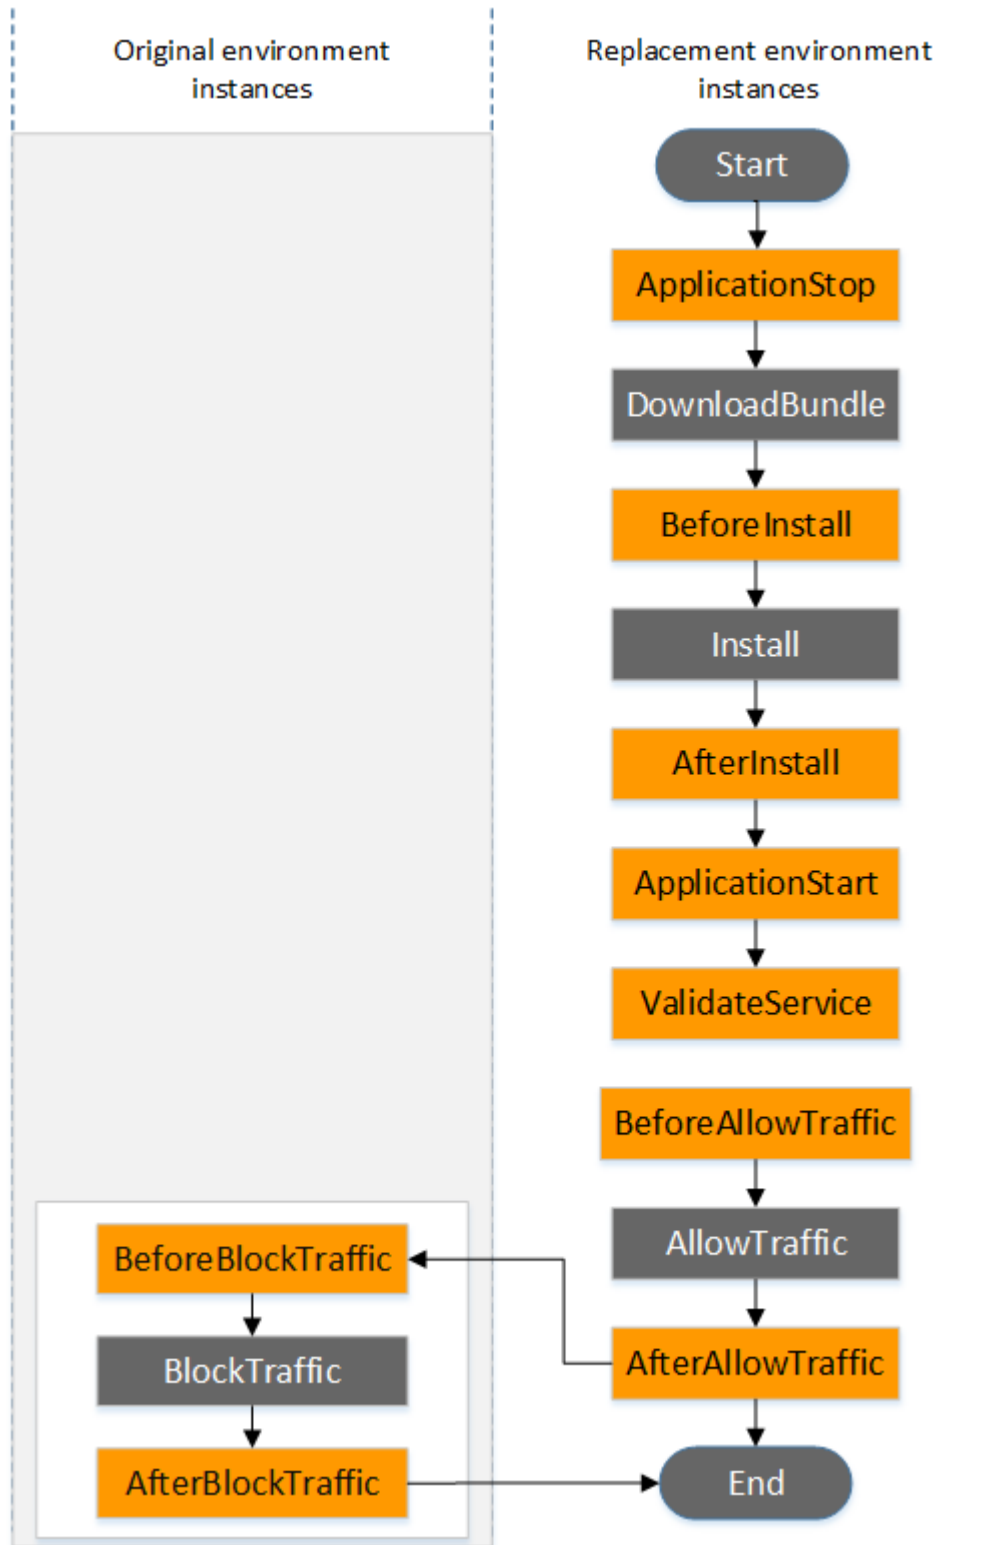 Original environment
instances
Replacement environment
instances
Start
ApplicationStop
DownloadBundle
BeforeInstall
Install
AfterInstall
ApplicationStart
ValidateService
BeforeAllowTraffic
AllowTraffic
AfterAllowTraffic
BeforeBlockTraffic
BlockTraffic
AfterBlockTraffic
End